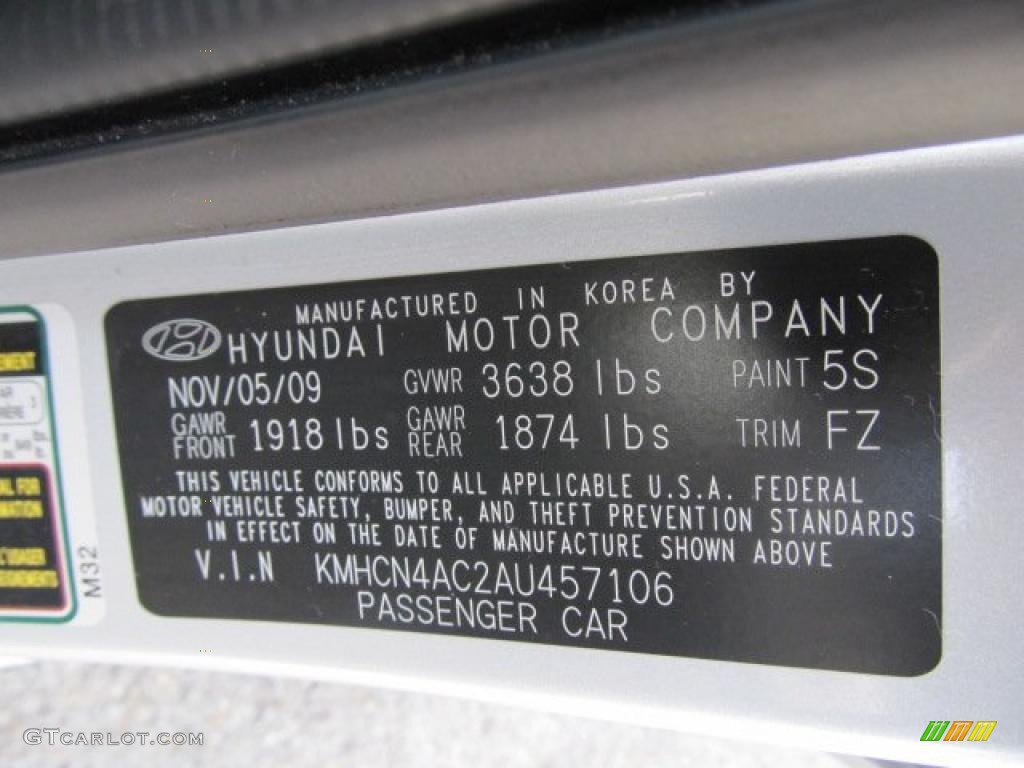 MANUFACTURED IN KOREA BY
HYUNDAI MOTOR COMPANY
NOV/05/09 GVWR 3638 lbs PAINT 5S
GAWR FRONT 1918 lbs GAWR REAR 1874 lbs TRIM FZ
THIS VEHICLE CONFORMS TO ALL APPLICABLE U.S.A. FEDERAL
MOTOR VEHICLE SAFETY, BUMPER, AND THEFT PREVENTION STANDARDS
IN EFFECT ON THE DATE OF MANUFACTURE SHOWN ABOVE
V.I.N KMHCN4AC2AU457106
PASSENGER CAR
M32
GTCARLOT.COM